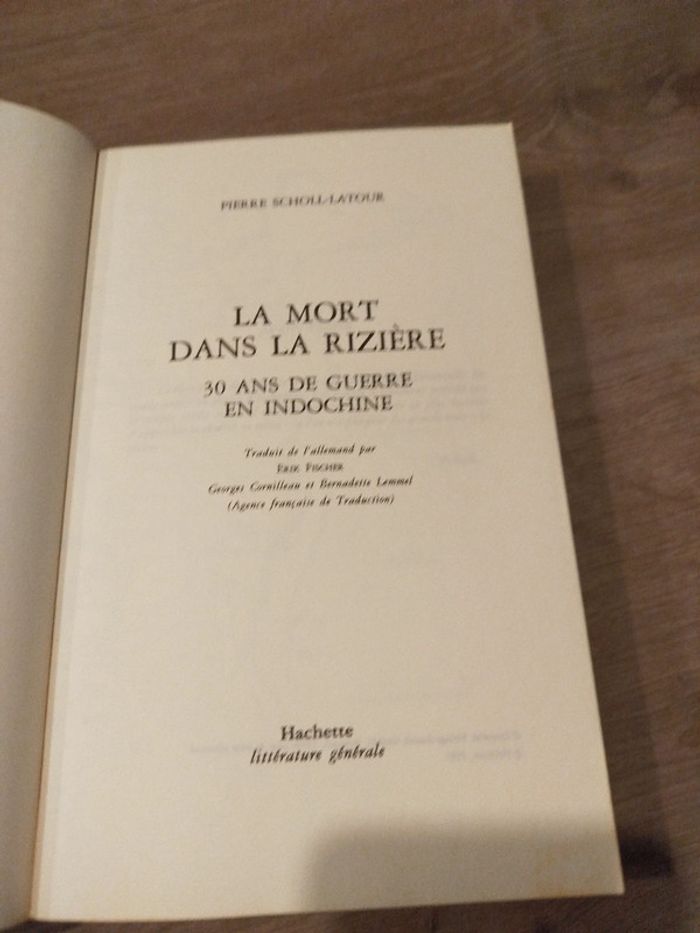 PIERRE SCHOLL-LATOUR
LA MORT
DANS LA RIZIÈRE
30 ANS DE GUERRE
EN INDOCHINE
Traduit de l'allemand par
ERIK FISCHER
Georges Cornilleau et Bernadette Lemmel
(Agence française de Traduction)
Hachette
littérature générale